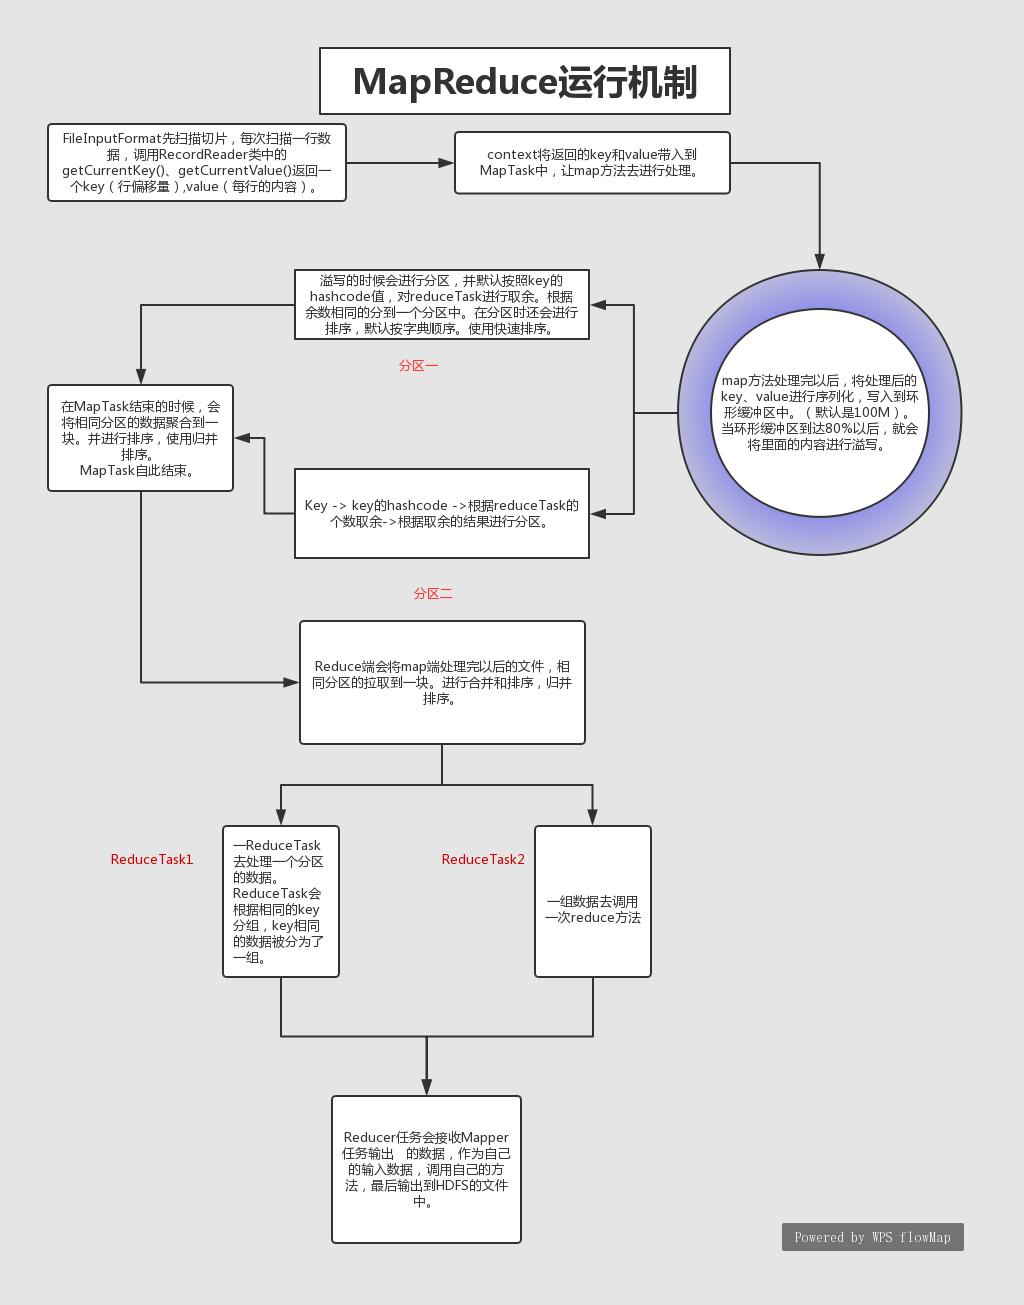 MapReduce运行机制
FileInputFormat先扫描切片，每次扫描一行数
据，调用RecordReader类中的
getCurrentKey()、getCurrentValue()返回一
个key（行偏移量）,value（每行的内容）。
context将返回的key和value带入到
MapTask中，让map方法去进行处理。
溢写的时候会进行分区，并默认按照key的
hashcode值，对reduceTask进行取余。根据
余数相同的分到一个分区中。在分区时还会进行
排序，默认按字典顺序。使用快速排序。
分区一
map方法处理完以后，将处理后的
key、value进行序列化，写入到环
形缓冲区中。（默认是100M）。
当环形缓冲区到达80%以后，就会
将里面的内容进行溢写。
在MapTask结束的时候，会
将相同分区的数据聚合到一
块。并进行排序，使用归并
排序。
MapTask自此结束。
Key -> key的hashcode ->根据reduceTask的
个数取余->根据取余的结果进行分区。
分区二
Reduce端会将map端处理完以后的文件，相
同分区的拉取到一块。进行合并和排序，归并
排序。
ReduceTask1
一ReduceTask
去处理一个分区
的数据。
ReduceTask会
根据相同的key
分组，key相同
的数据被分为了
一组。
ReduceTask2
一组数据去调用
一次reduce方法
Reducer任务会接收Mapper
任务输出 的数据，作为自己
的输入数据，调用自己的方
法，最后输出到HDFS的文件
中。
Powered by WPS flowMap